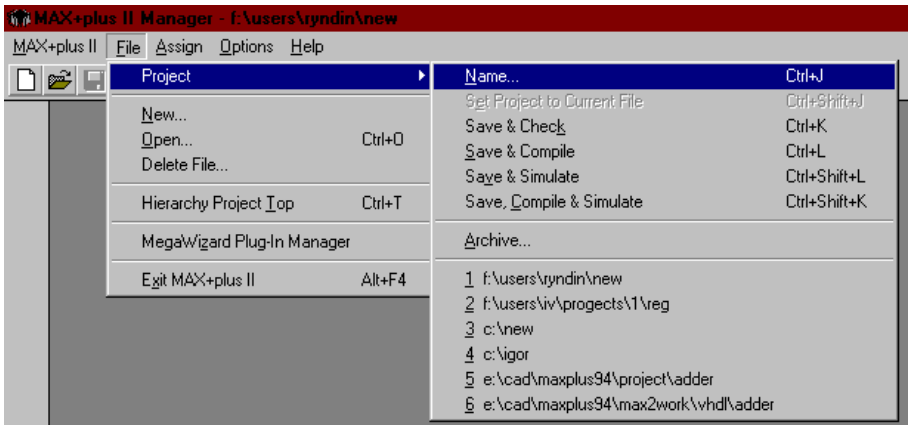 MAX+plus II Manager - f:\users\ryndin\new
MAX+plus II File Assign Options Help
Project
New...
Open... Ctrl+O
Delete File...
Hierarchy Project Top Ctrl+T
MegaWizard Plug-In Manager
Exit MAX+plus II Alt+F4
Name... Ctrl+J
Set Project to Current File Ctrl+Shift+J
Save & Check Ctrl+K
Save & Compile Ctrl+L
Save & Simulate Ctrl+Shift+L
Save, Compile & Simulate Ctrl+Shift+K
Archive...
1 f:\users\ryndin\new
2 f:\users\iv\progects\1\reg
3 c:\new
4 c:\igor
5 e:\cad\maxplus94\project\adder
6 e:\cad\maxplus94\max2work\vhdl\adder